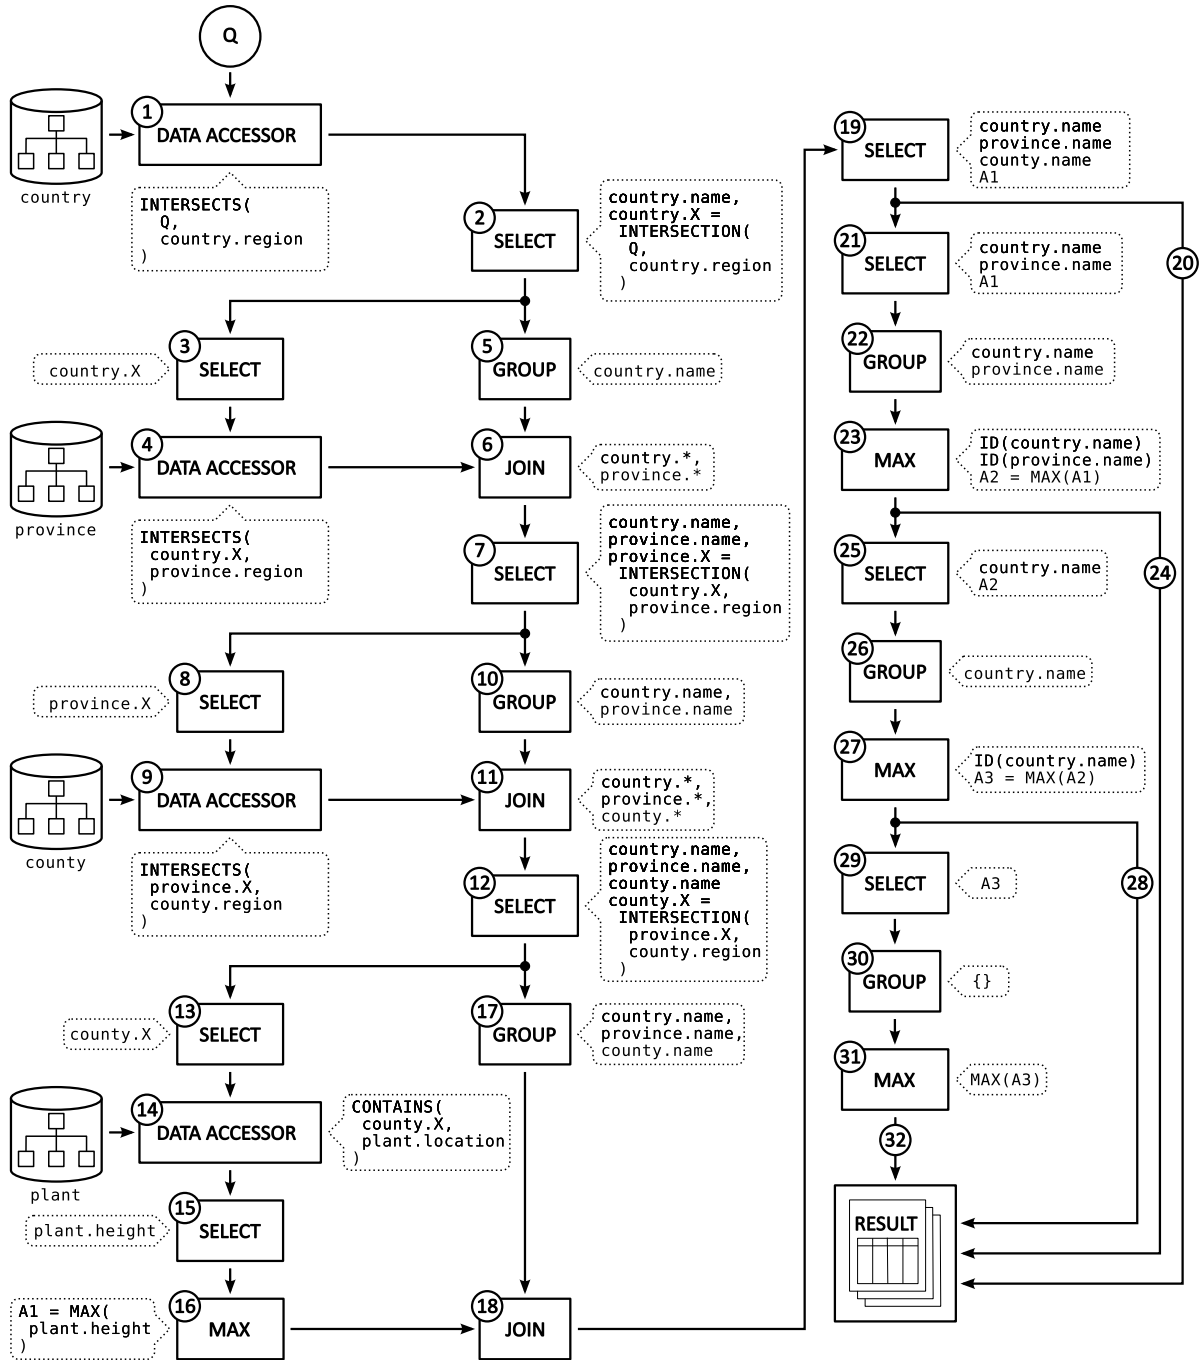 Q
1
DATA ACCESSOR
country
INTERSECTS(
Q,
country.region
)
2
SELECT
country.name,
country.X =
INTERSECTION(
Q,
country.region
)
3
SELECT
country.X
5
GROUP
country.name
4
DATA ACCESSOR
province
INTERSECTS(
country.X,
province.region
)
6
JOIN
country.*,
province.*
7
SELECT
country.name,
province.name,
province.X =
INTERSECTION(
country.X,
province.region
)
8
SELECT
province.X
10
GROUP
country.name,
province.name
9
DATA ACCESSOR
county
INTERSECTS(
province.X,
county.region
)
11
JOIN
country.*,
province.*,
county.*
12
SELECT
country.name,
province.name,
county.name
county.X =
INTERSECTION(
province.X,
county.region
)
13
SELECT
county.X
17
GROUP
country.name,
province.name,
county.name
14
DATA ACCESSOR
plant
CONTAINS(
county.X,
plant.location
)
15
SELECT
plant.height
16
MAX
A1 = MAX(
plant.height
)
18
JOIN
19
SELECT
country.name
province.name
county.name
A1
20
21
SELECT
country.name
province.name
A1
22
GROUP
country.name
province.name
23
MAX
ID(country.name)
ID(province.name)
A2 = MAX(A1)
24
25
SELECT
country.name
A2
26
GROUP
country.name
27
MAX
ID(country.name)
A3 = MAX(A2)
28
29
SELECT
A3
30
GROUP
{}
31
MAX
MAX(A3)
32
RESULT